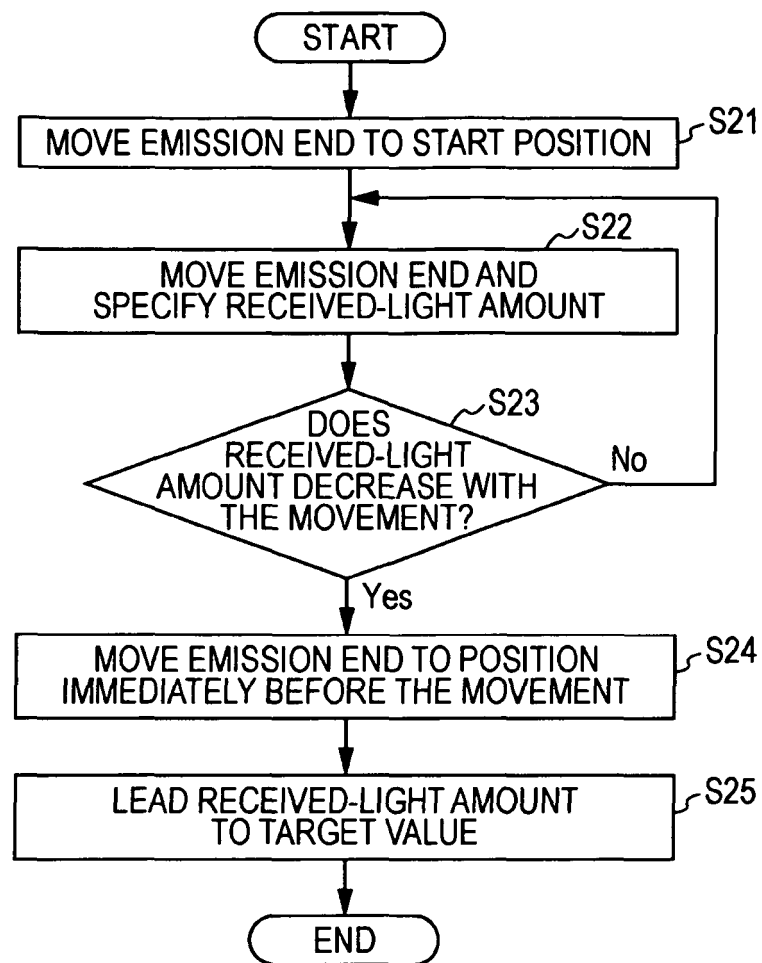 START
MOVE EMISSION END TO START POSITION
S21
S22
MOVE EMISSION END AND
SPECIFY RECEIVED-LIGHT AMOUNT
S23
DOES
RECEIVED-LIGHT
AMOUNT DECREASE WITH
THE MOVEMENT?
No
Yes
MOVE EMISSION END TO POSITION
IMMEDIATELY BEFORE THE MOVEMENT
S24
LEAD RECEIVED-LIGHT AMOUNT
TO TARGET VALUE
S25
END